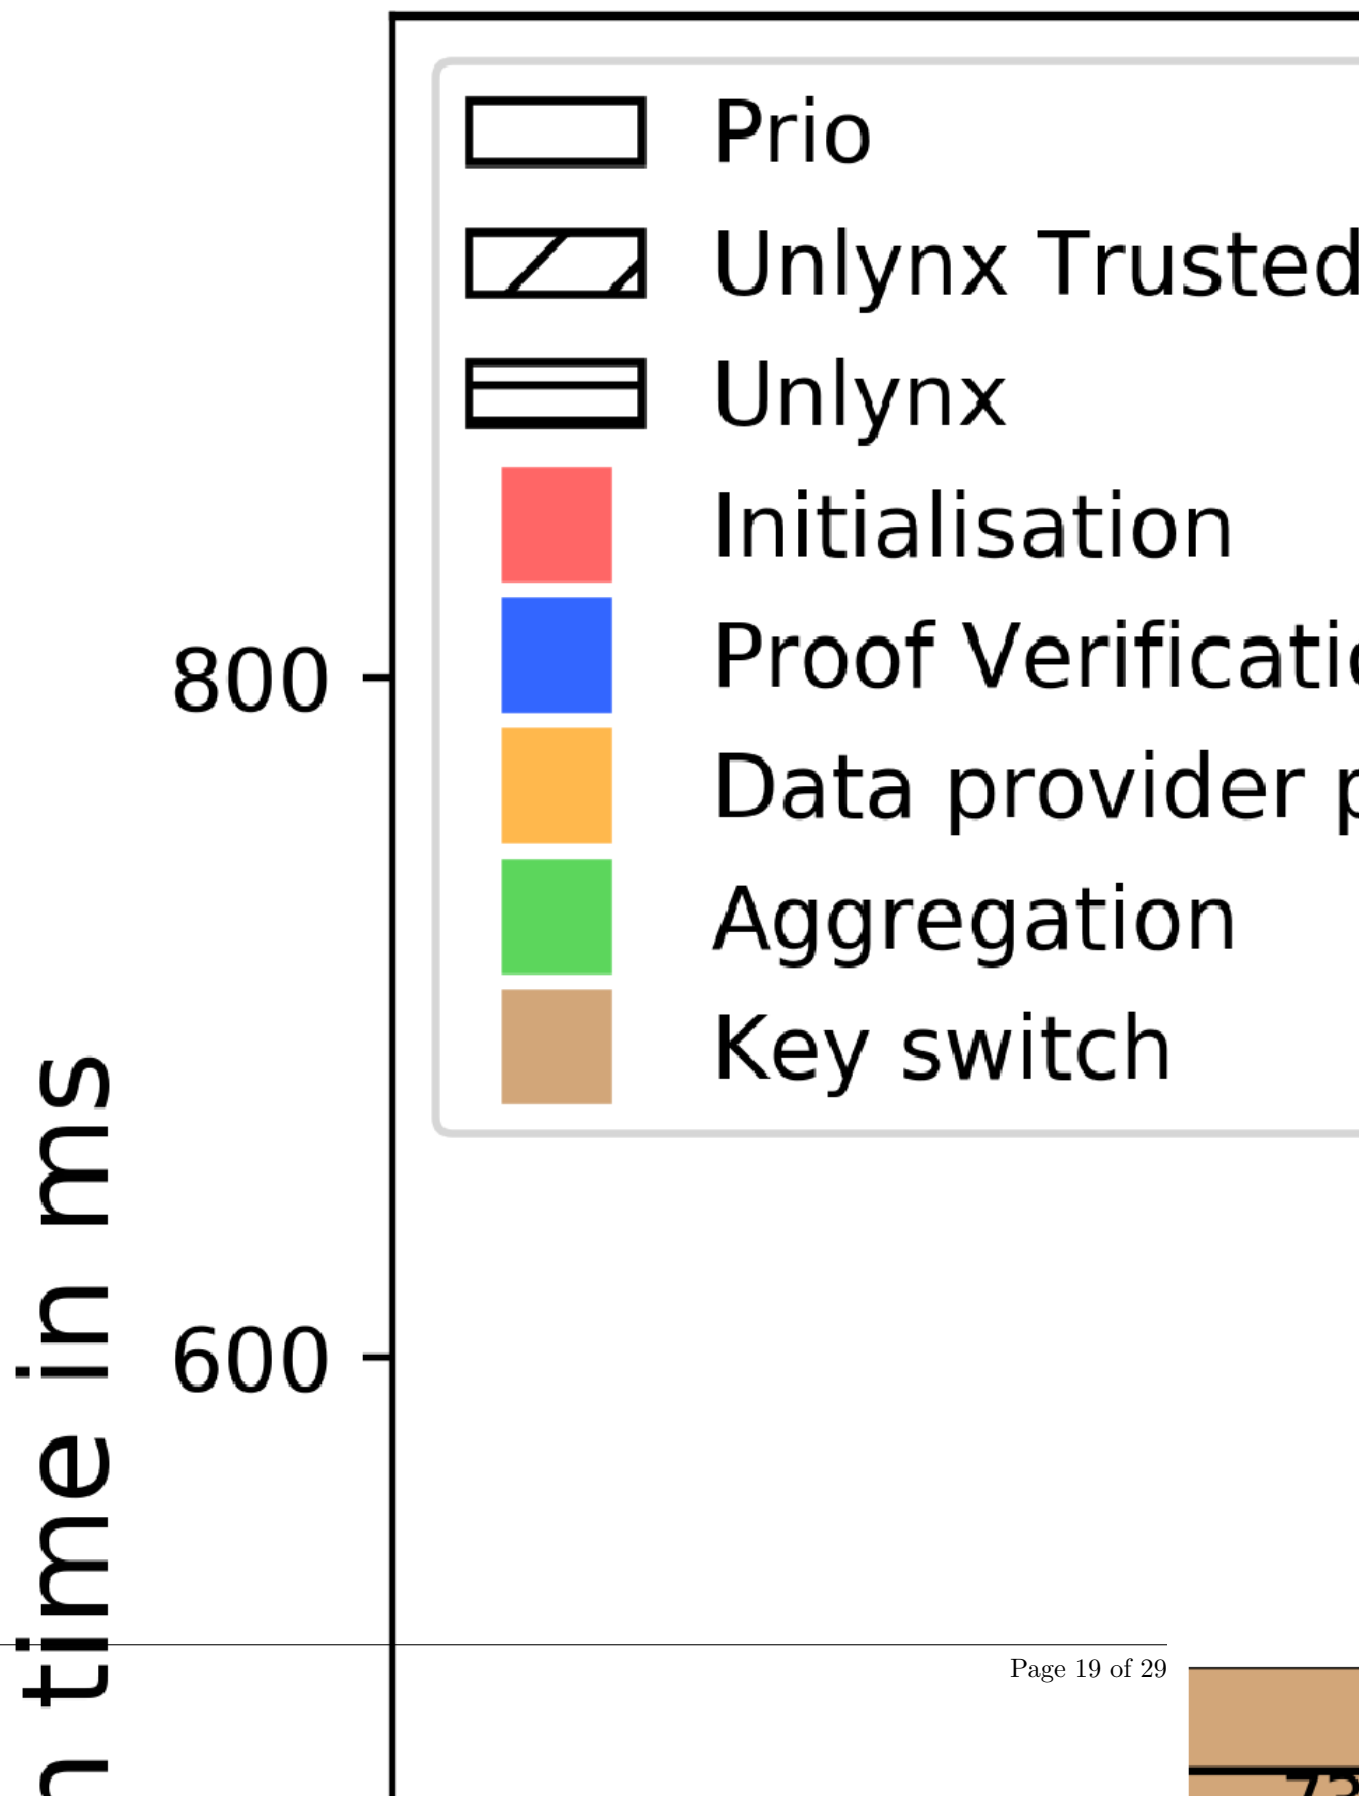 Prio
Unlynx Trusted
Unlynx
Initialisation
Proof Verificatio
Data provider p
Aggregation
Key switch
800
600
n time in ms
Page 19 of 29